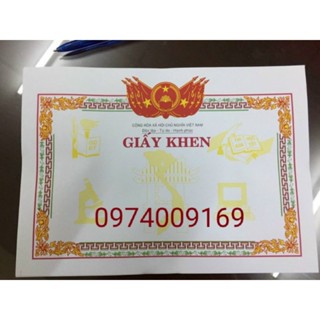 CỘNG HÒA XÃ HỘI CHỦ NGHĨA VIỆT NAM
Độc lập - Tự do - Hạnh phúc
GIẤY KHEN
0974009169